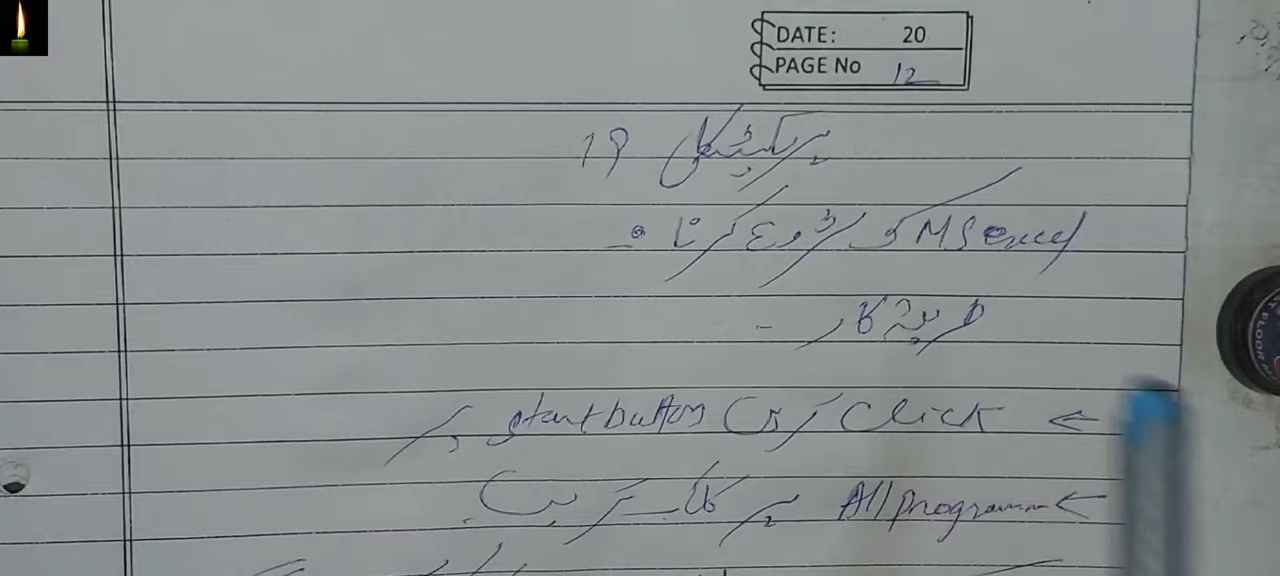 DATE: 20
PAGE No 12
پریکٹیکل 19
MS excel کو شروع کرنا ۔
طریقہ کار ۔
← Click کریں start button پر
← All program پر کلک کریں